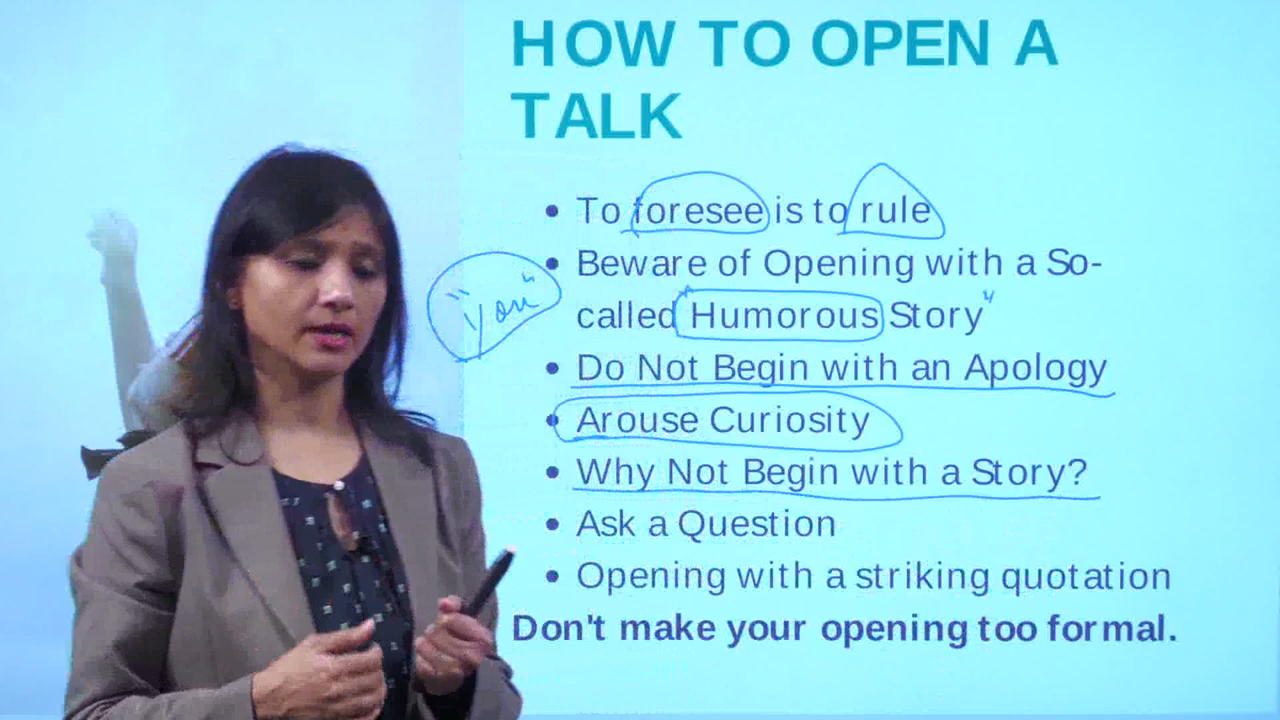 HOW TO OPEN A
TALK
• To foresee is to rule
• Beware of Opening with a So-
called "Humorous Story"
"You"
• Do Not Begin with an Apology
• Arouse Curiosity
• Why Not Begin with a Story?
• Ask a Question
• Opening with a striking quotation
Don't make your opening too formal.